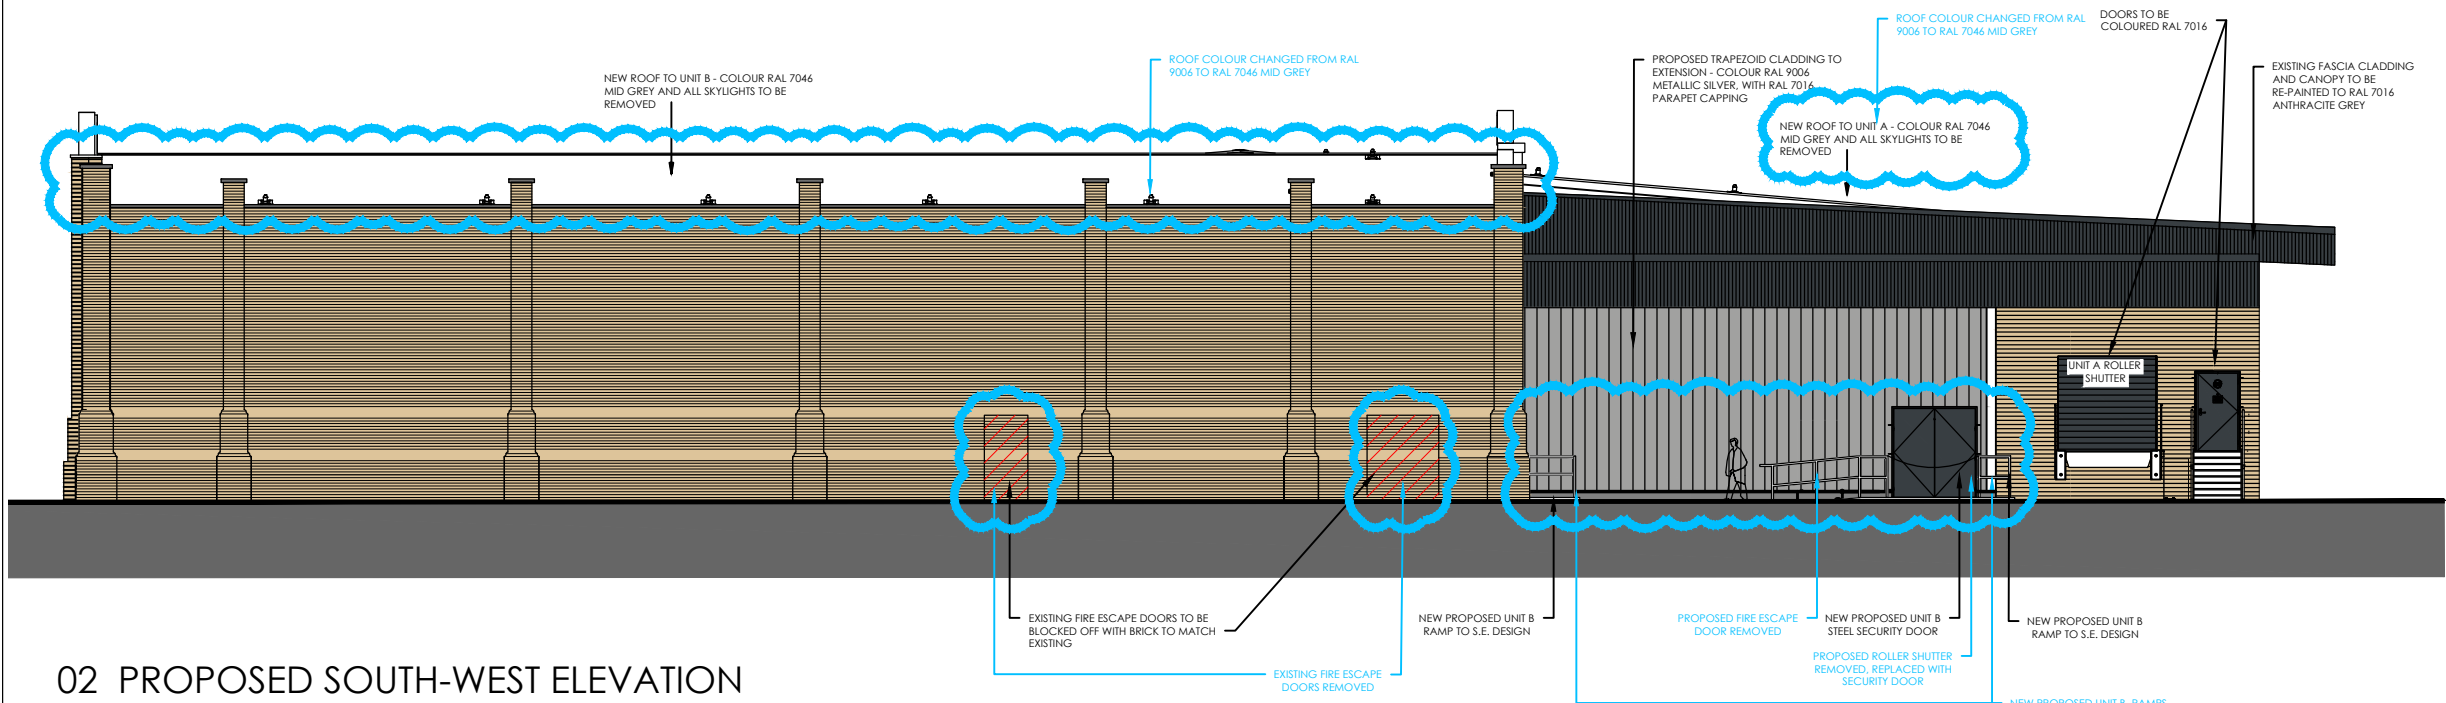 NEW ROOF TO UNIT B - COLOUR RAL 7046
MID GREY AND ALL SKYLIGHTS TO BE
REMOVED
ROOF COLOUR CHANGED FROM RAL
9006 TO RAL 7046 MID GREY
PROPOSED TRAPEZOID CLADDING TO
EXTENSION - COLOUR RAL 9006
METALLIC SILVER, WITH RAL 7016
PARAPET CAPPING
ROOF COLOUR CHANGED FROM RAL
9006 TO RAL 7046 MID GREY
DOORS TO BE
COLOURED RAL 7016
EXISTING FASCIA CLADDING
AND CANOPY TO BE
RE-PAINTED TO RAL 7016
ANTHRACITE GREY
NEW ROOF TO UNIT A - COLOUR RAL 7046
MID GREY AND ALL SKYLIGHTS TO BE
REMOVED
UNIT A ROLLER
SHUTTER
EXISTING FIRE ESCAPE DOORS TO BE
BLOCKED OFF WITH BRICK TO MATCH
EXISTING
EXISTING FIRE ESCAPE
DOORS REMOVED
NEW PROPOSED UNIT B
RAMP TO S.E. DESIGN
PROPOSED FIRE ESCAPE
DOOR REMOVED
NEW PROPOSED UNIT B
STEEL SECURITY DOOR
PROPOSED ROLLER SHUTTER
REMOVED, REPLACED WITH
SECURITY DOOR
NEW PROPOSED UNIT B
RAMP TO S.E. DESIGN
NEW PROPOSED UNIT B RAMPS
02 PROPOSED SOUTH-WEST ELEVATION